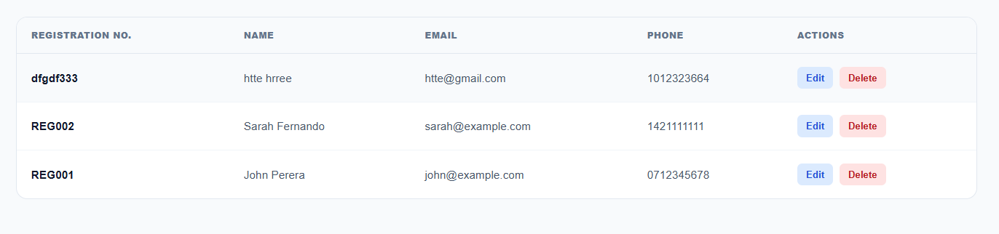 REGISTRATION NO. NAME EMAIL PHONE ACTIONS
dfgdf333 htte hrree htte@gmail.com 1012323664 Edit Delete
REG002 Sarah Fernando sarah@example.com 1421111111 Edit Delete
REG001 John Perera john@example.com 0712345678 Edit Delete